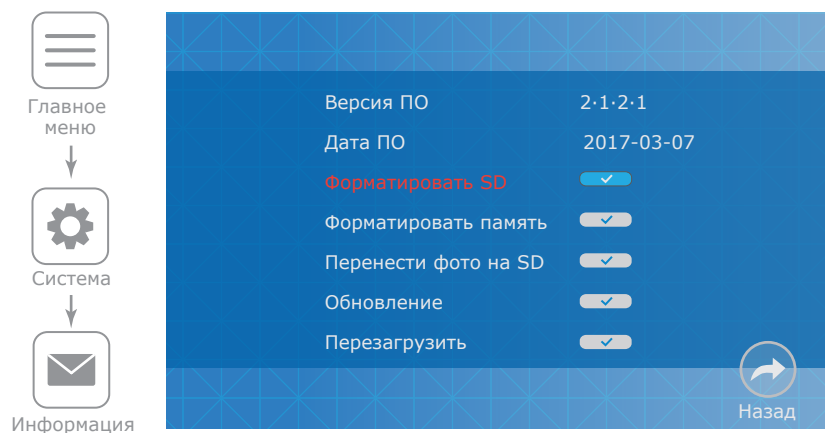 Главное
меню
Система
Информация
Версия ПО 2·1·2·1
Дата ПО 2017-03-07
Форматировать SD
Форматировать память
Перенести фото на SD
Обновление
Перезагрузить
Назад